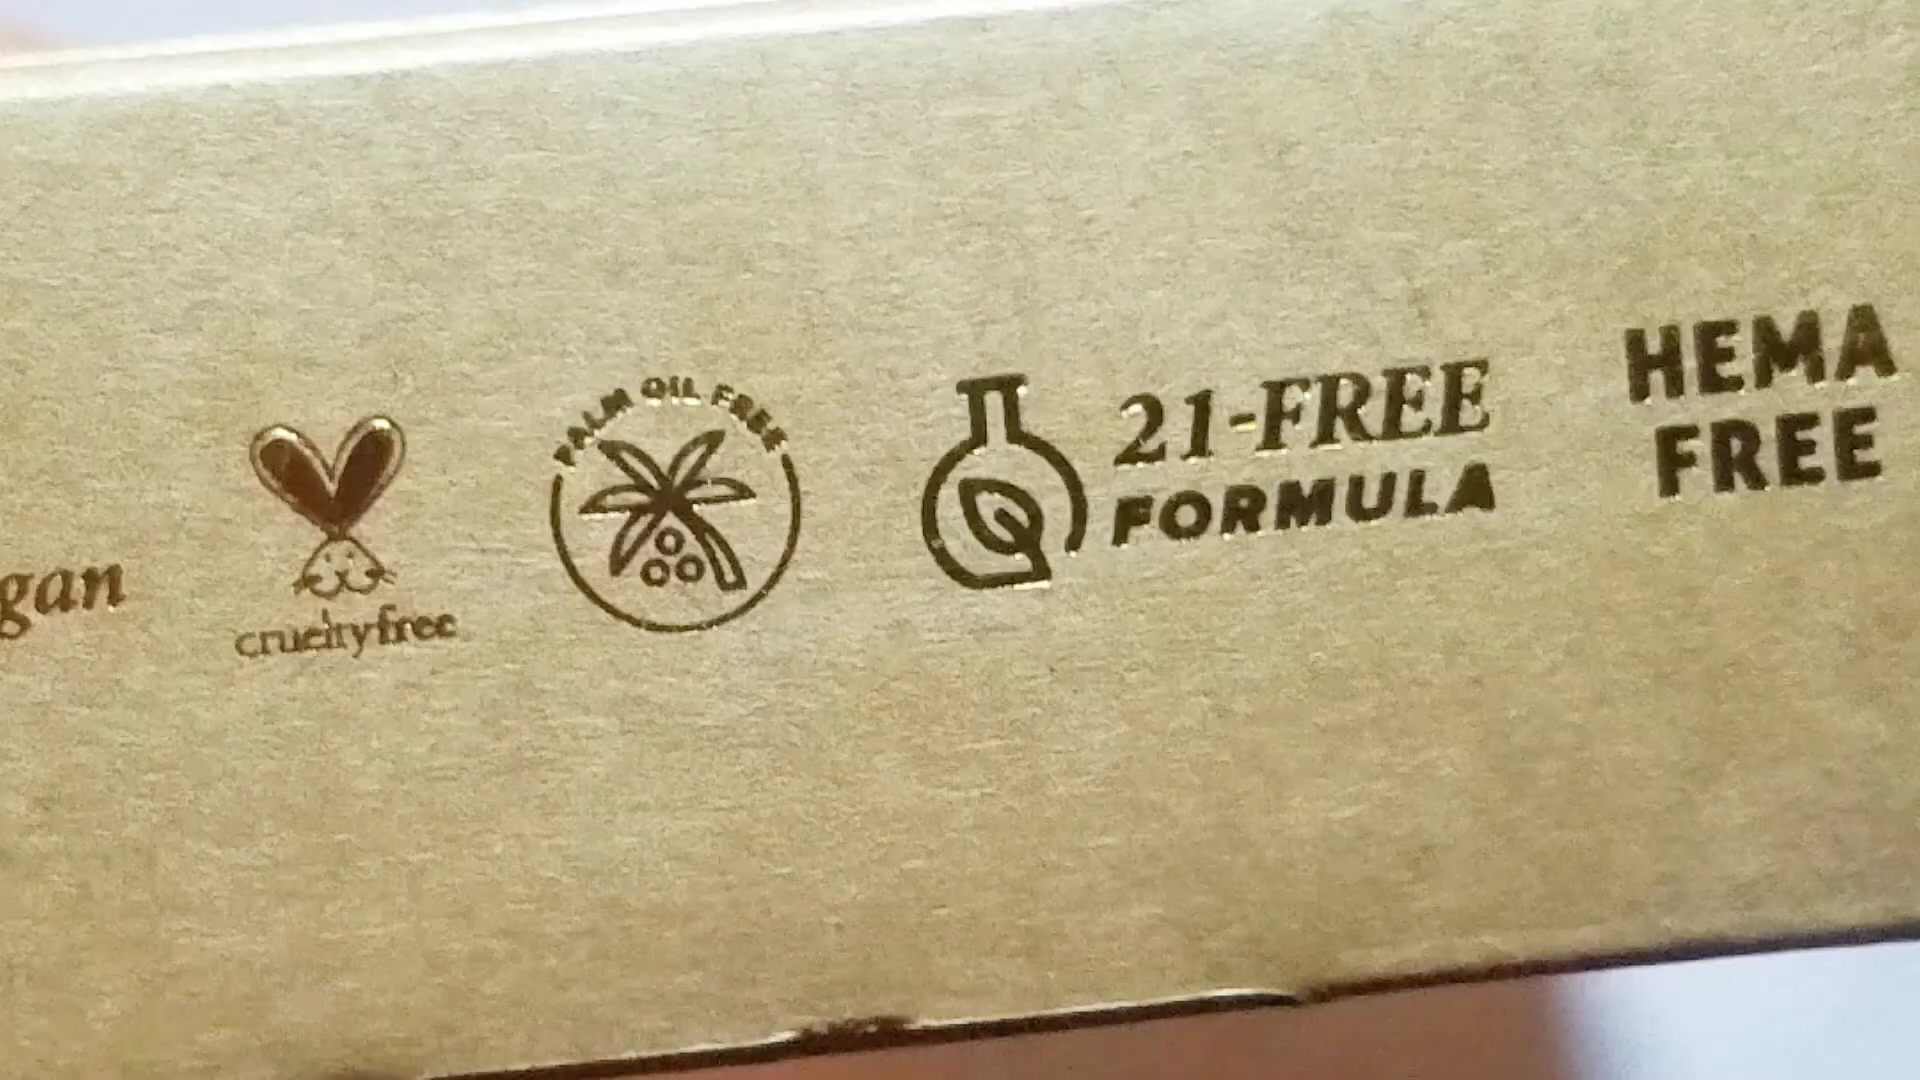 gan
crueltyfree
PALM OIL FREE
21-FREE
FORMULA
HEMA
FREE